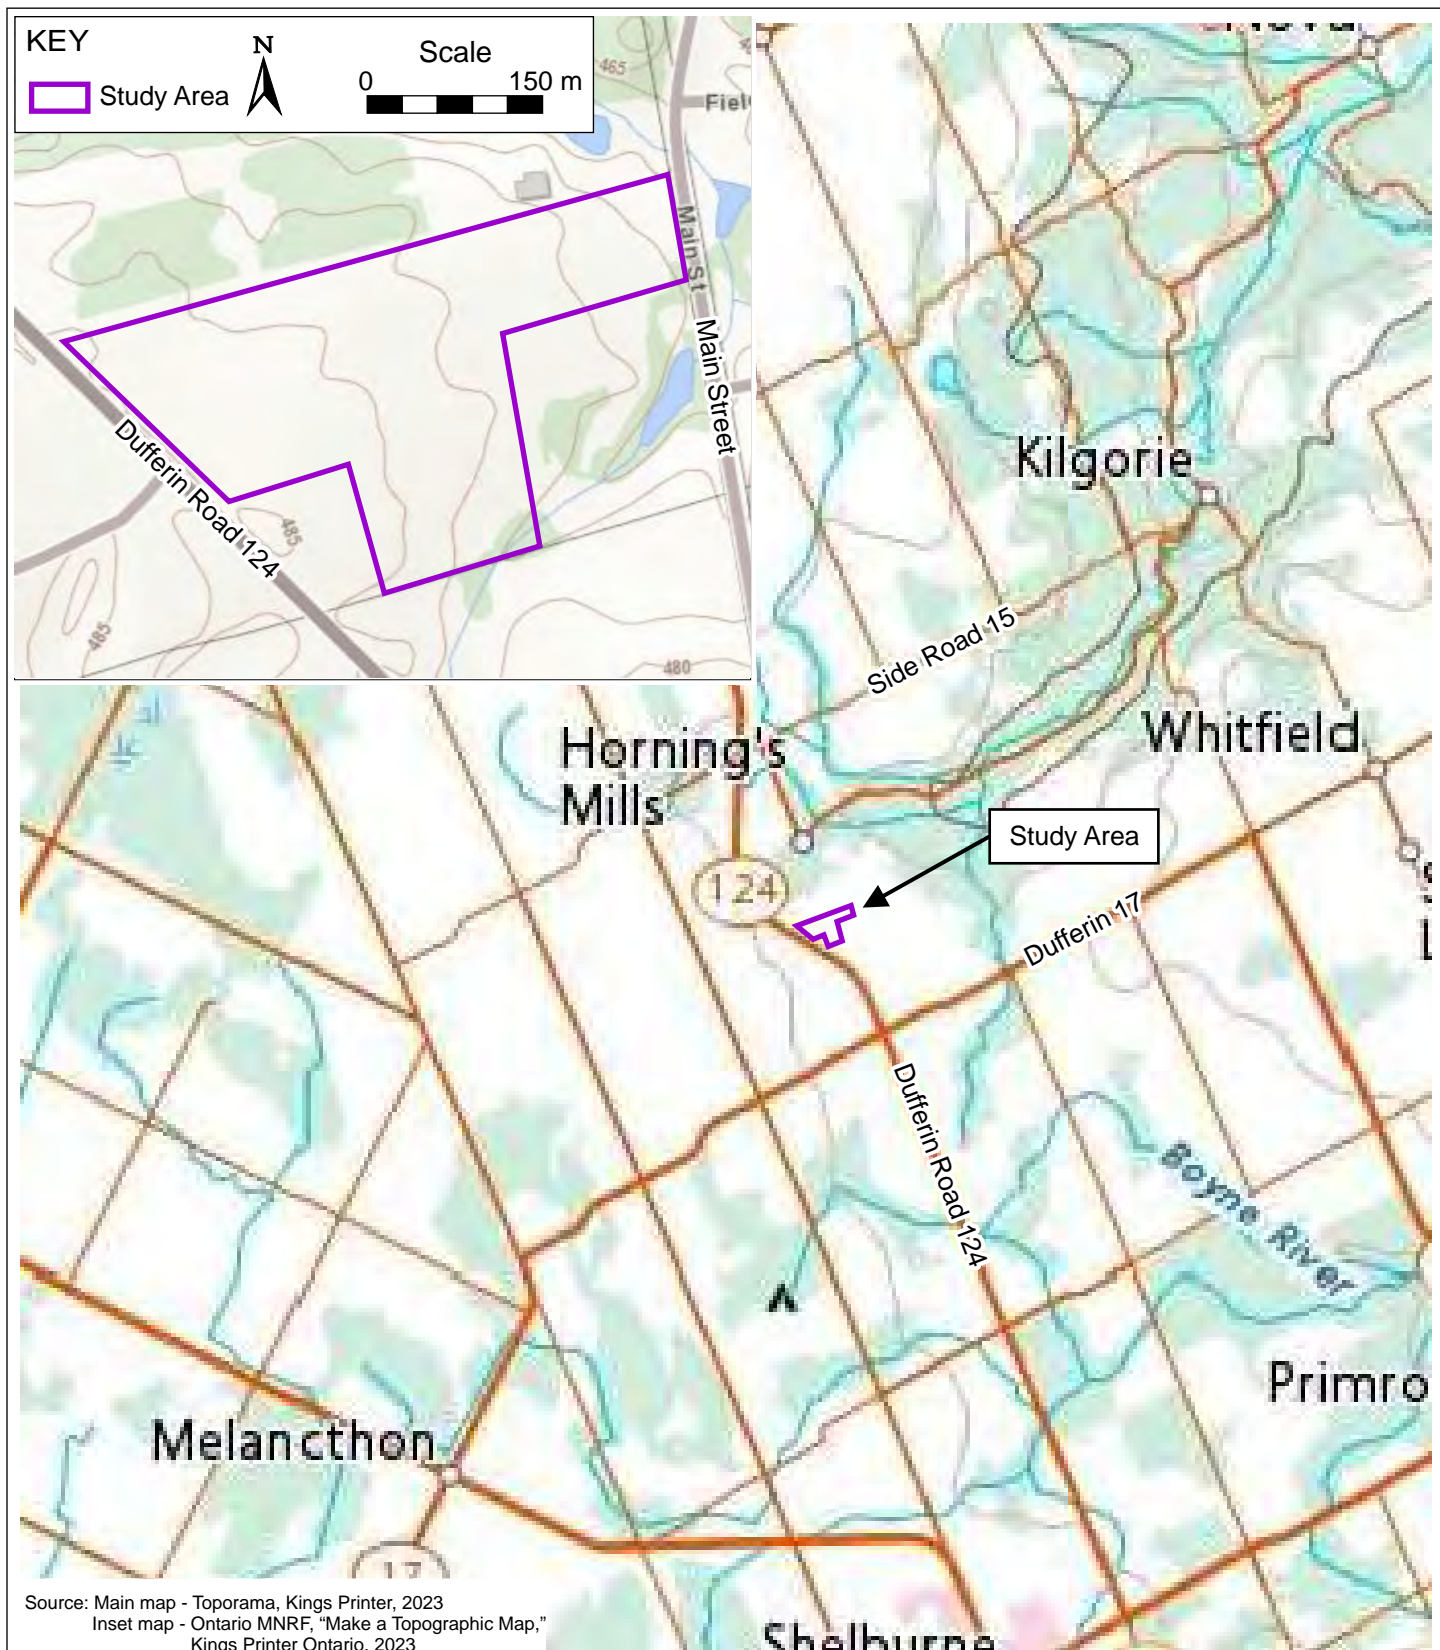 KEY
Study Area
N
Scale
0 150 m
465
Main St
Main Street
Dufferin Road 124
485
485
480
Kilgorie
Side Road 15
Whitfield
Horning's
Mills
Study Area
124
Dufferin 17
Dufferin Road 124
Boyne River
Melancthon
17
Shelburne
Source: Main map - Toporama, Kings Printer, 2023
Inset map - Ontario MNRF, “Make a Topographic Map,”
Kings Printer Ontario, 2023